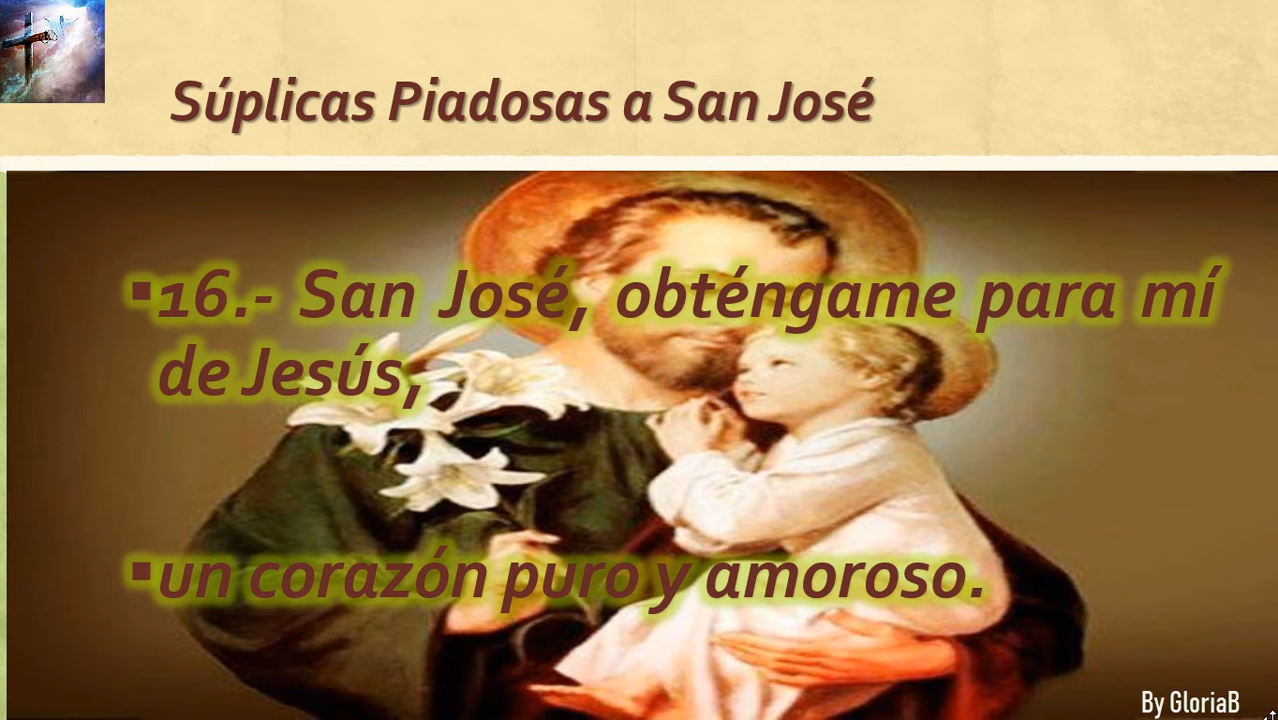 Súplicas Piadosas a San José
▪16.- San José, obténgame para mí
de Jesús,
▪un corazón puro y amoroso.
By GloriaB